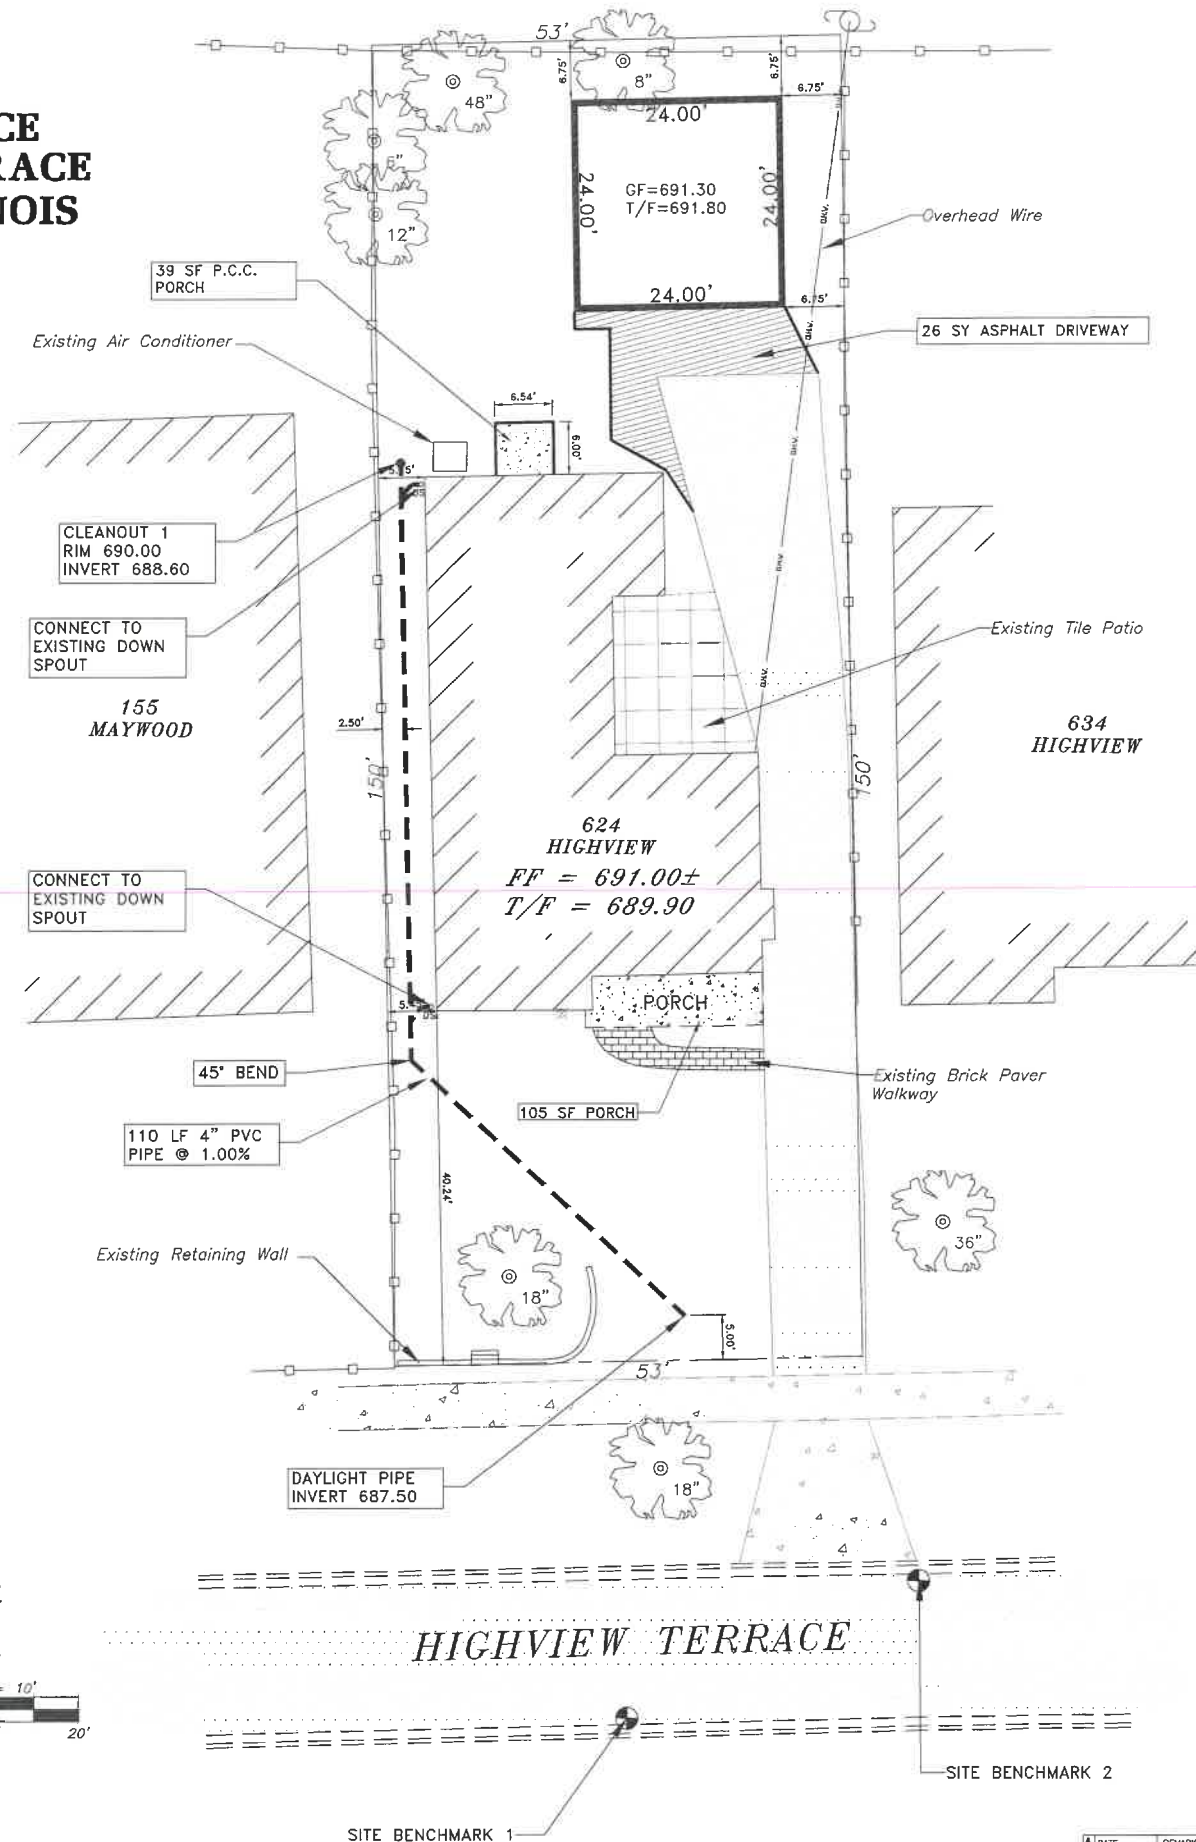 53'
6.75'
6.75'
6.75'
8"
48"
24.00'
CE
RACE
NOIS
24.00'
GF=691.30
T/F=691.80
24.00'
12"
Overhead Wire
39 SF P.C.C.
PORCH
24.00'
6.75'
26 SY ASPHALT DRIVEWAY
Existing Air Conditioner
6.54'
6.00'
CLEANOUT 1
RIM 690.00
INVERT 688.60
CONNECT TO
EXISTING DOWN
SPOUT
Existing Tile Patio
155
MAYWOOD
2.50'
634
HIGHVIEW
150'
150'
624
HIGHVIEW
FF = 691.00±
T/F = 689.90
CONNECT TO
EXISTING DOWN
SPOUT
DS
PORCH
45° BEND
Existing Brick Paver
Walkway
105 SF PORCH
110 LF 4" PVC
PIPE @ 1.00%
40.24'
36"
Existing Retaining Wall
18"
5.00'
53'
DAYLIGHT PIPE
INVERT 687.50
18"
HIGHVIEW TERRACE
= 10'
20'
SITE BENCHMARK 2
SITE BENCHMARK 1